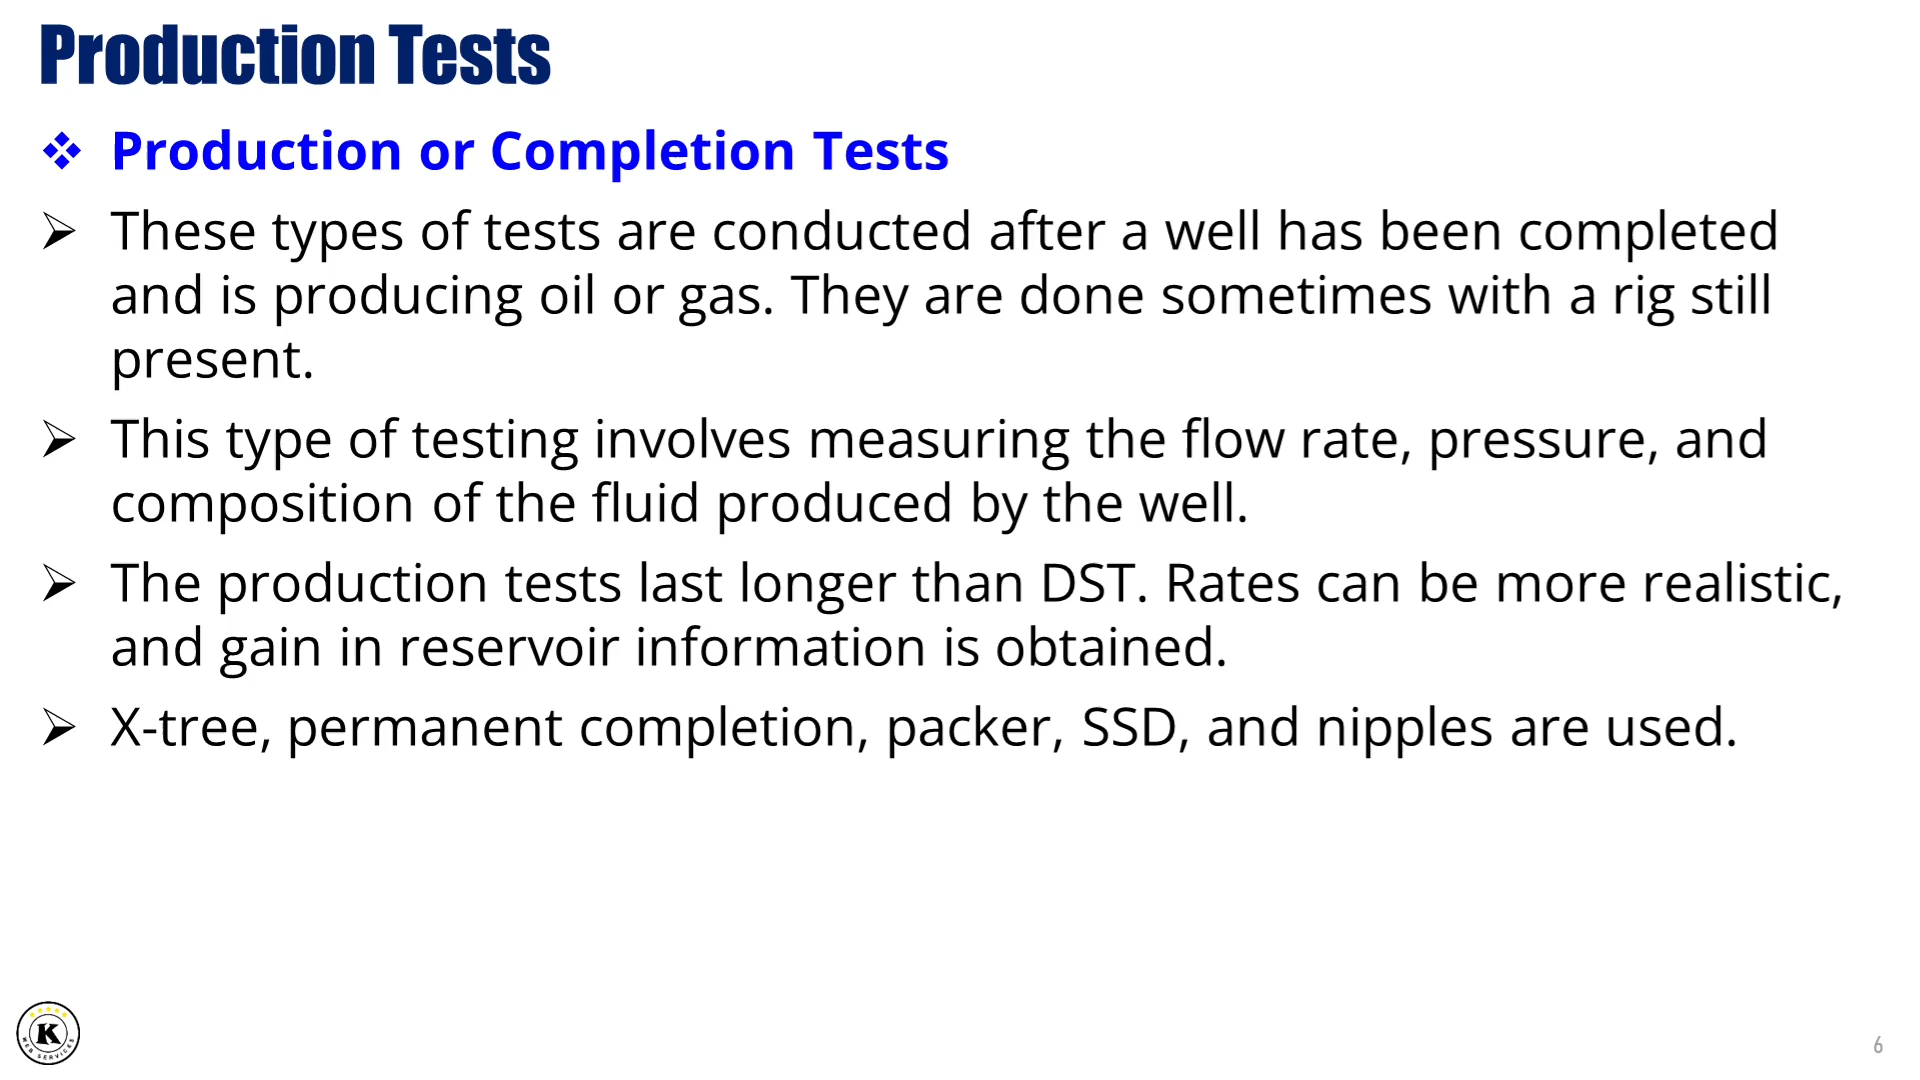 Production Tests
Production or Completion Tests
These types of tests are conducted after a well has been completed
and is producing oil or gas. They are done sometimes with a rig still
present.
This type of testing involves measuring the flow rate, pressure, and
composition of the fluid produced by the well.
The production tests last longer than DST. Rates can be more realistic,
and gain in reservoir information is obtained.
X-tree, permanent completion, packer, SSD, and nipples are used.
K
WEB SERVICES
6